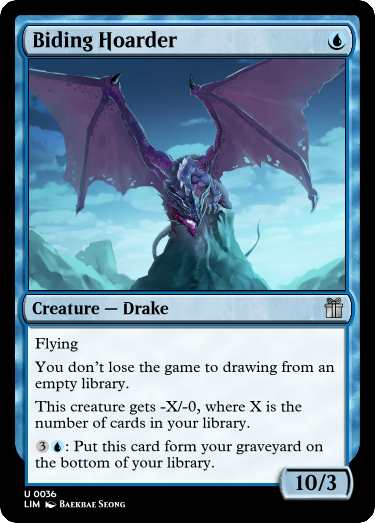 Biding Hoarder
Creature — Drake
Flying
You don't lose the game to drawing from an
empty library.
This creature gets -X/-0, where X is the
number of cards in your library.
3: Put this card form your graveyard on
the bottom of your library.
10/3
U 0036
LIM Baekbae Seong